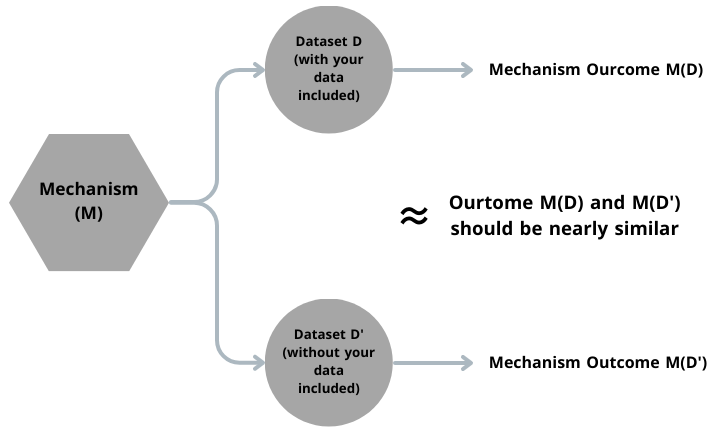 Dataset D
(with your
data
included)
Mechanism Ourcome M(D)
Mechanism
(M)
≈
Ourtome M(D) and M(D')
should be nearly similar
Dataset D'
(without your
data
included)
Mechanism Outcome M(D')